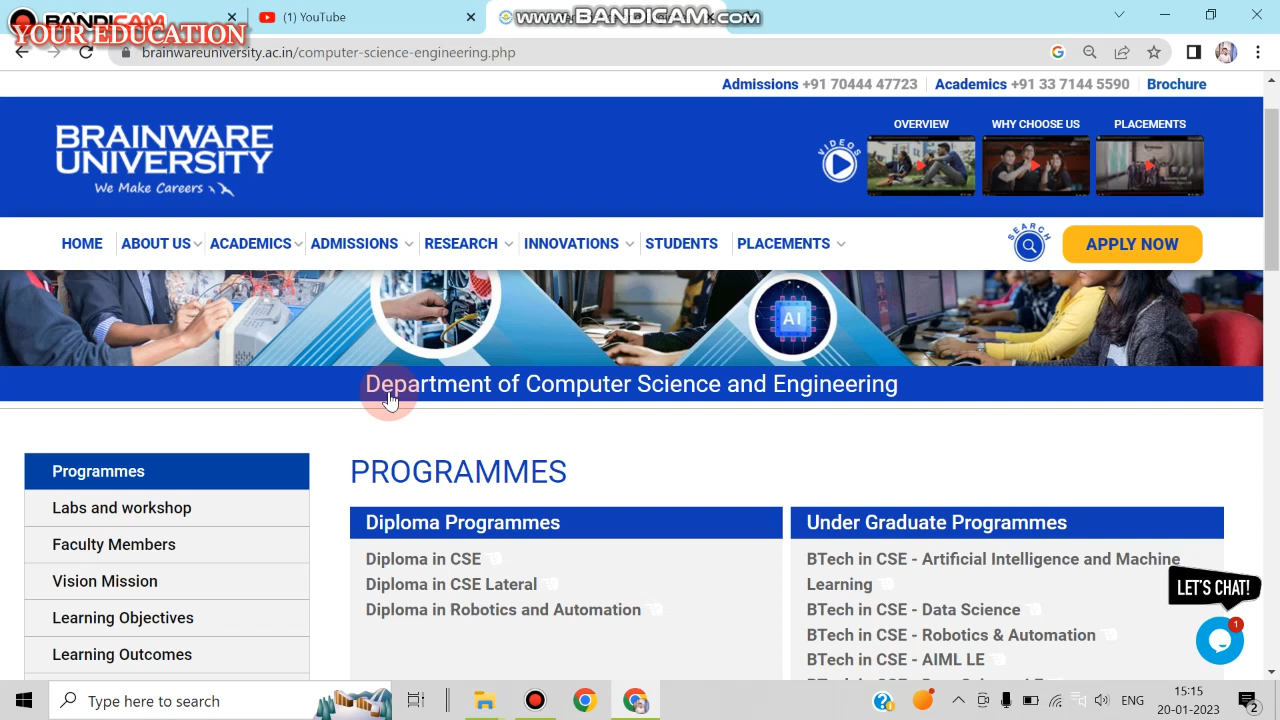 BANDICAM
YOUR EDUCATION
(1) YouTube
www.BANDICAM.com
brainwareuniversity.ac.in/computer-science-engineering.php
Admissions +91 70444 47723 Academics +91 33 7144 5590 Brochure
BRAINWARE
UNIVERSITY
We Make Careers
VIDEOS
OVERVIEW WHY CHOOSE US PLACEMENTS
HOME ABOUT US ACADEMICS ADMISSIONS RESEARCH INNOVATIONS STUDENTS PLACEMENTS
SEARCH
APPLY NOW
AI
Department of Computer Science and Engineering
Programmes
Labs and workshop
Faculty Members
Vision Mission
Learning Objectives
Learning Outcomes
PROGRAMMES
Diploma Programmes
Diploma in CSE
Diploma in CSE Lateral
Diploma in Robotics and Automation
Under Graduate Programmes
BTech in CSE - Artificial Intelligence and Machine
Learning
BTech in CSE - Data Science
BTech in CSE - Robotics & Automation
BTech in CSE - AIML LE
LET'S CHAT!
1
Type here to search
ENG
15:15
20-01-2023
2